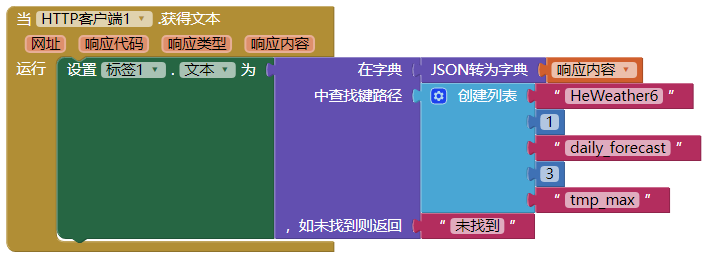 当 HTTP客户端1 .获得文本
网址 响应代码 响应类型 响应内容
运行 设置 标签1 . 文本 为 在字典 JSON转为字典 响应内容
中查找键路径 创建列表 " HeWeather6 "
1
" daily_forecast "
3
" tmp_max "
，如未找到则返回 " 未找到 "